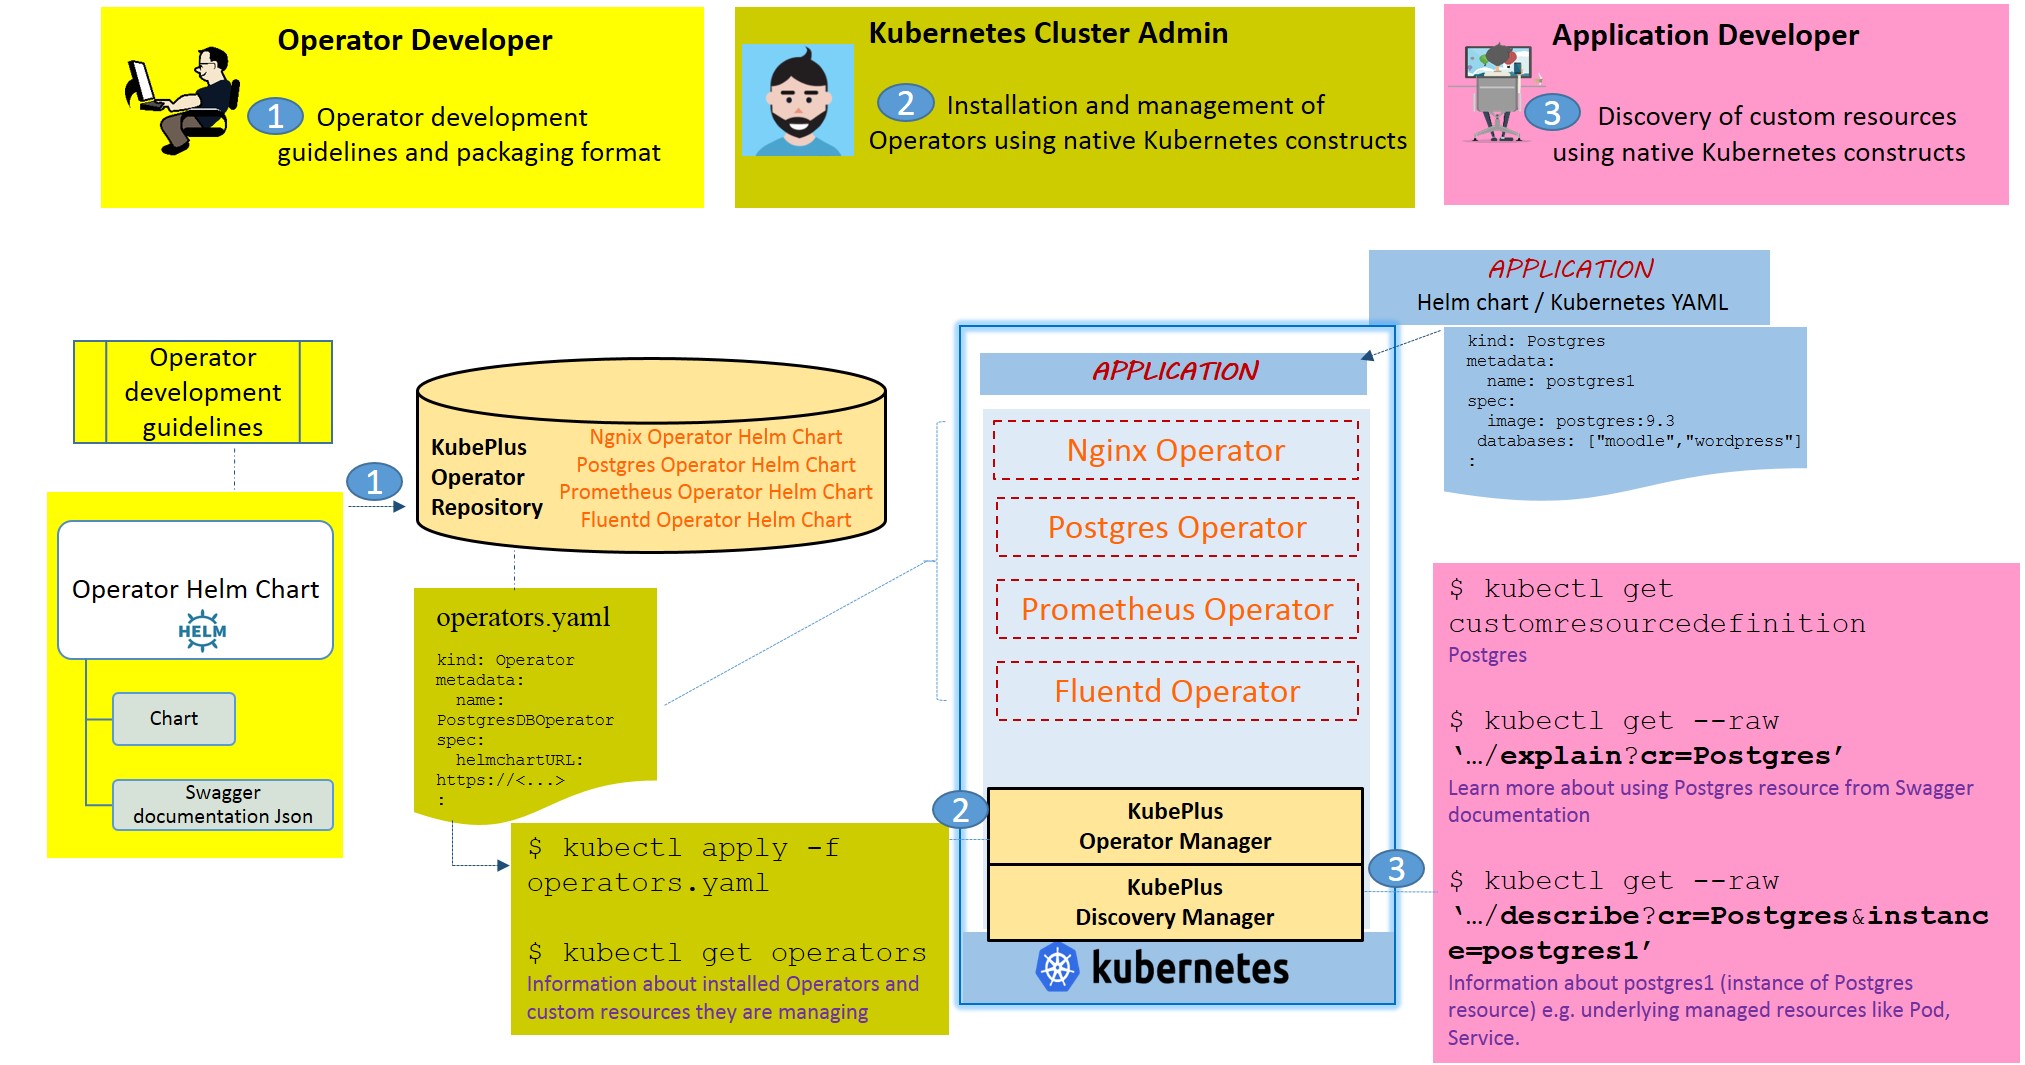 Operator Developer
1 Operator development
guidelines and packaging format
Kubernetes Cluster Admin
2 Installation and management of
Operators using native Kubernetes constructs
Application Developer
3 Discovery of custom resources
using native Kubernetes constructs
APPLICATION
Helm chart / Kubernetes YAML
kind: Postgres
metadata:
name: postgres1
spec:
image: postgres:9.3
databases: ["moodle","wordpress"]
:
Operator
development
guidelines
1
Operator Helm Chart
HELM
Chart
Swagger
documentation Json
KubePlus
Operator
Repository
Ngnix Operator Helm Chart
Postgres Operator Helm Chart
Prometheus Operator Helm Chart
Fluentd Operator Helm Chart
operators.yaml
kind: Operator
metadata:
name:
PostgresDBOperator
spec:
helmchartURL:
https://<...>
:
$ kubectl apply -f
operators.yaml
$ kubectl get operators
Information about installed Operators and
custom resources they are managing
APPLICATION
Nginx Operator
Postgres Operator
Prometheus Operator
Fluentd Operator
2
KubePlus
Operator Manager
KubePlus
Discovery Manager
3
kubernetes
$ kubectl get
customresourcedefinition
Postgres
$ kubectl get --raw
‘…/explain?cr=Postgres’
Learn more about using Postgres resource from Swagger
documentation
$ kubectl get --raw
‘…/describe?cr=Postgres&instanc
e=postgres1’
Information about postgres1 (instance of Postgres
resource) e.g. underlying managed resources like Pod,
Service.